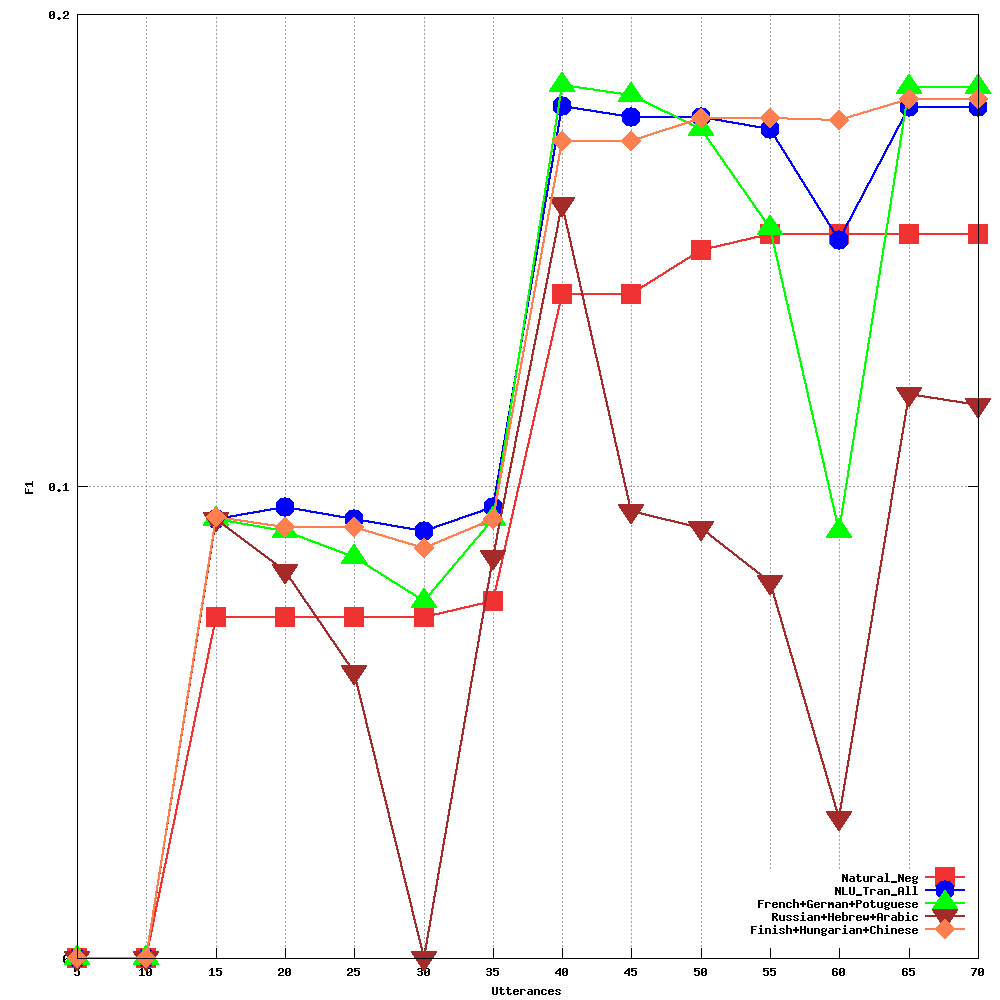 0.2
F1
0.1
0
5 10 15 20 25 30 35 40 45 50 55 60 65 70
Utterances
Natural_Neg
NLU_Tran_All
French+German+Potuguese
Russian+Hebrew+Arabic
Finish+Hungarian+Chinese